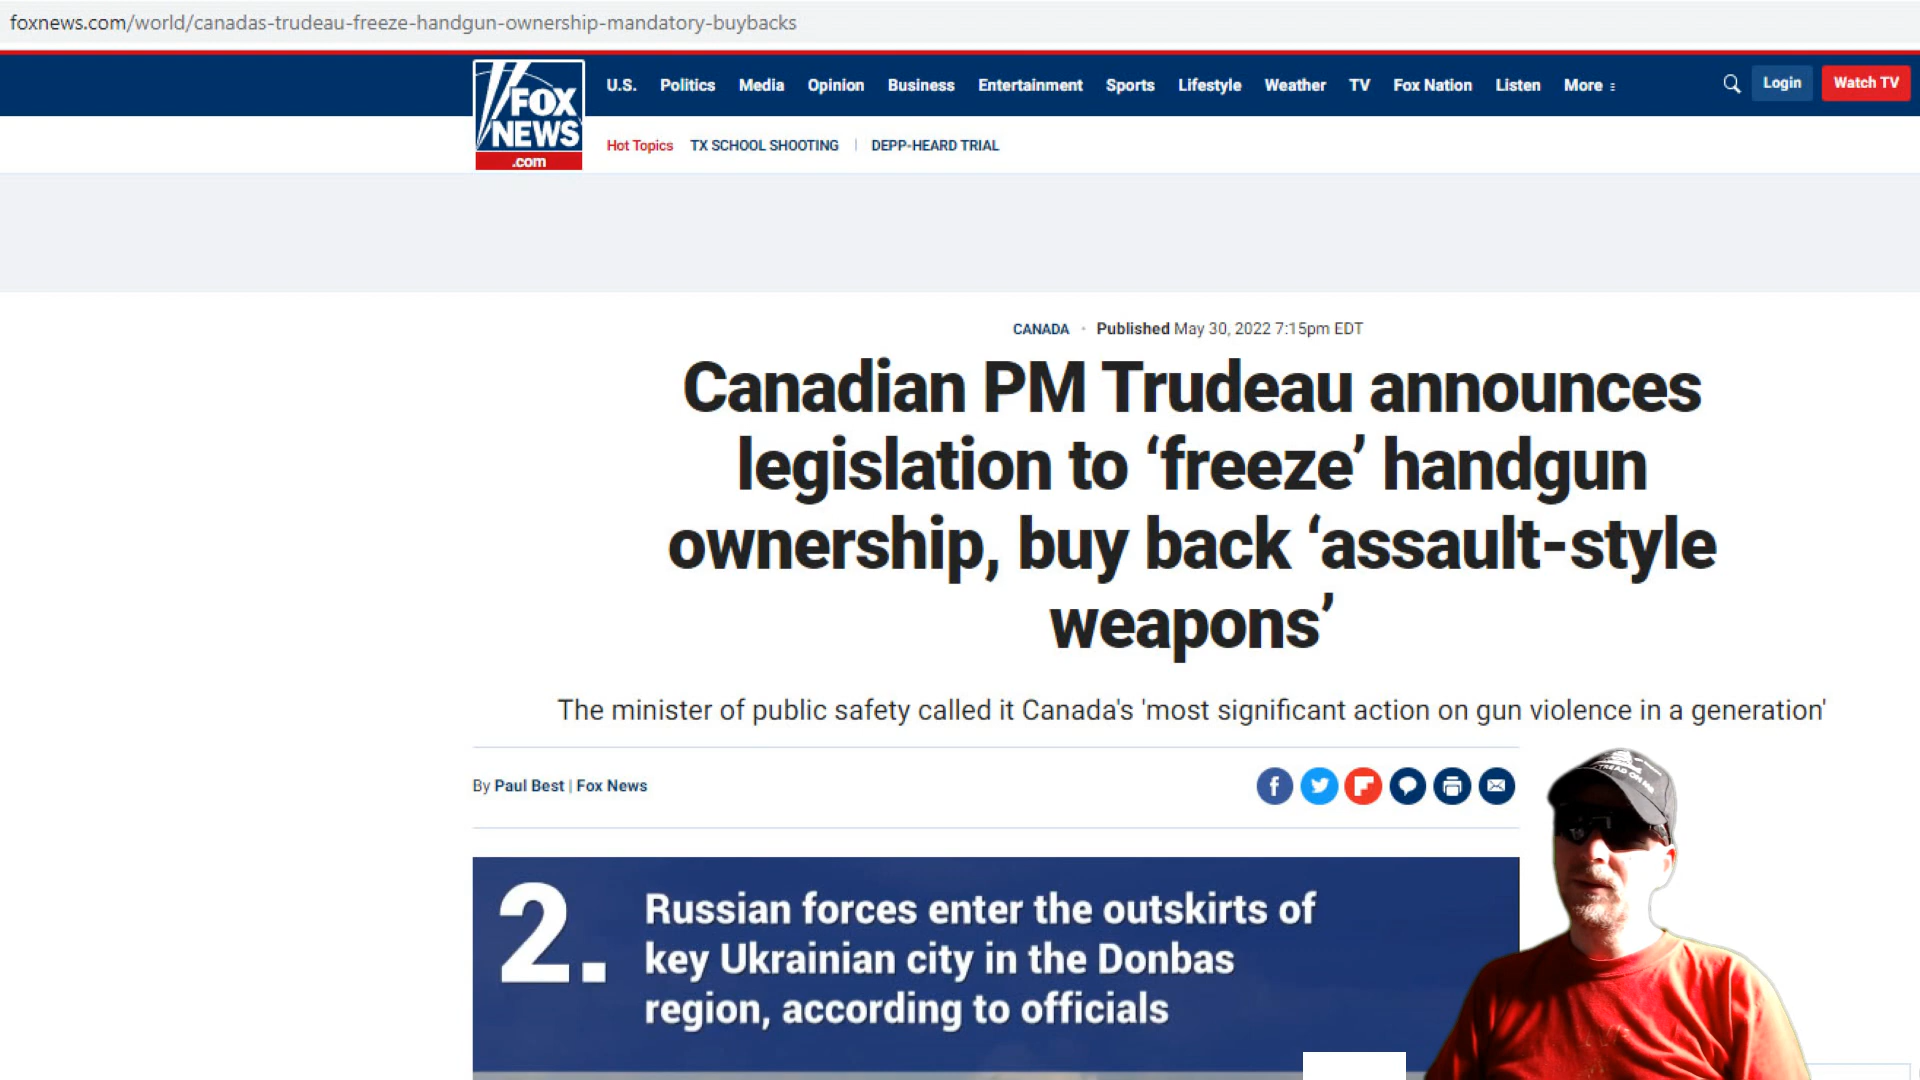 foxnews.com/world/canadas-trudeau-freeze-handgun-ownership-mandatory-buybacks
FOX
NEWS
.com
U.S. Politics Media Opinion Business Entertainment Sports Lifestyle Weather TV Fox Nation Listen More Login Watch TV
Hot Topics TX SCHOOL SHOOTING | DEPP-HEARD TRIAL
CANADA · Published May 30, 2022 7:15pm EDT
Canadian PM Trudeau announces
legislation to ‘freeze’ handgun
ownership, buy back ‘assault-style
weapons’
The minister of public safety called it Canada's 'most significant action on gun violence in a generation'
By Paul Best | Fox News
TREAD ON ME
2. Russian forces enter the outskirts of
key Ukrainian city in the Donbas
region, according to officials